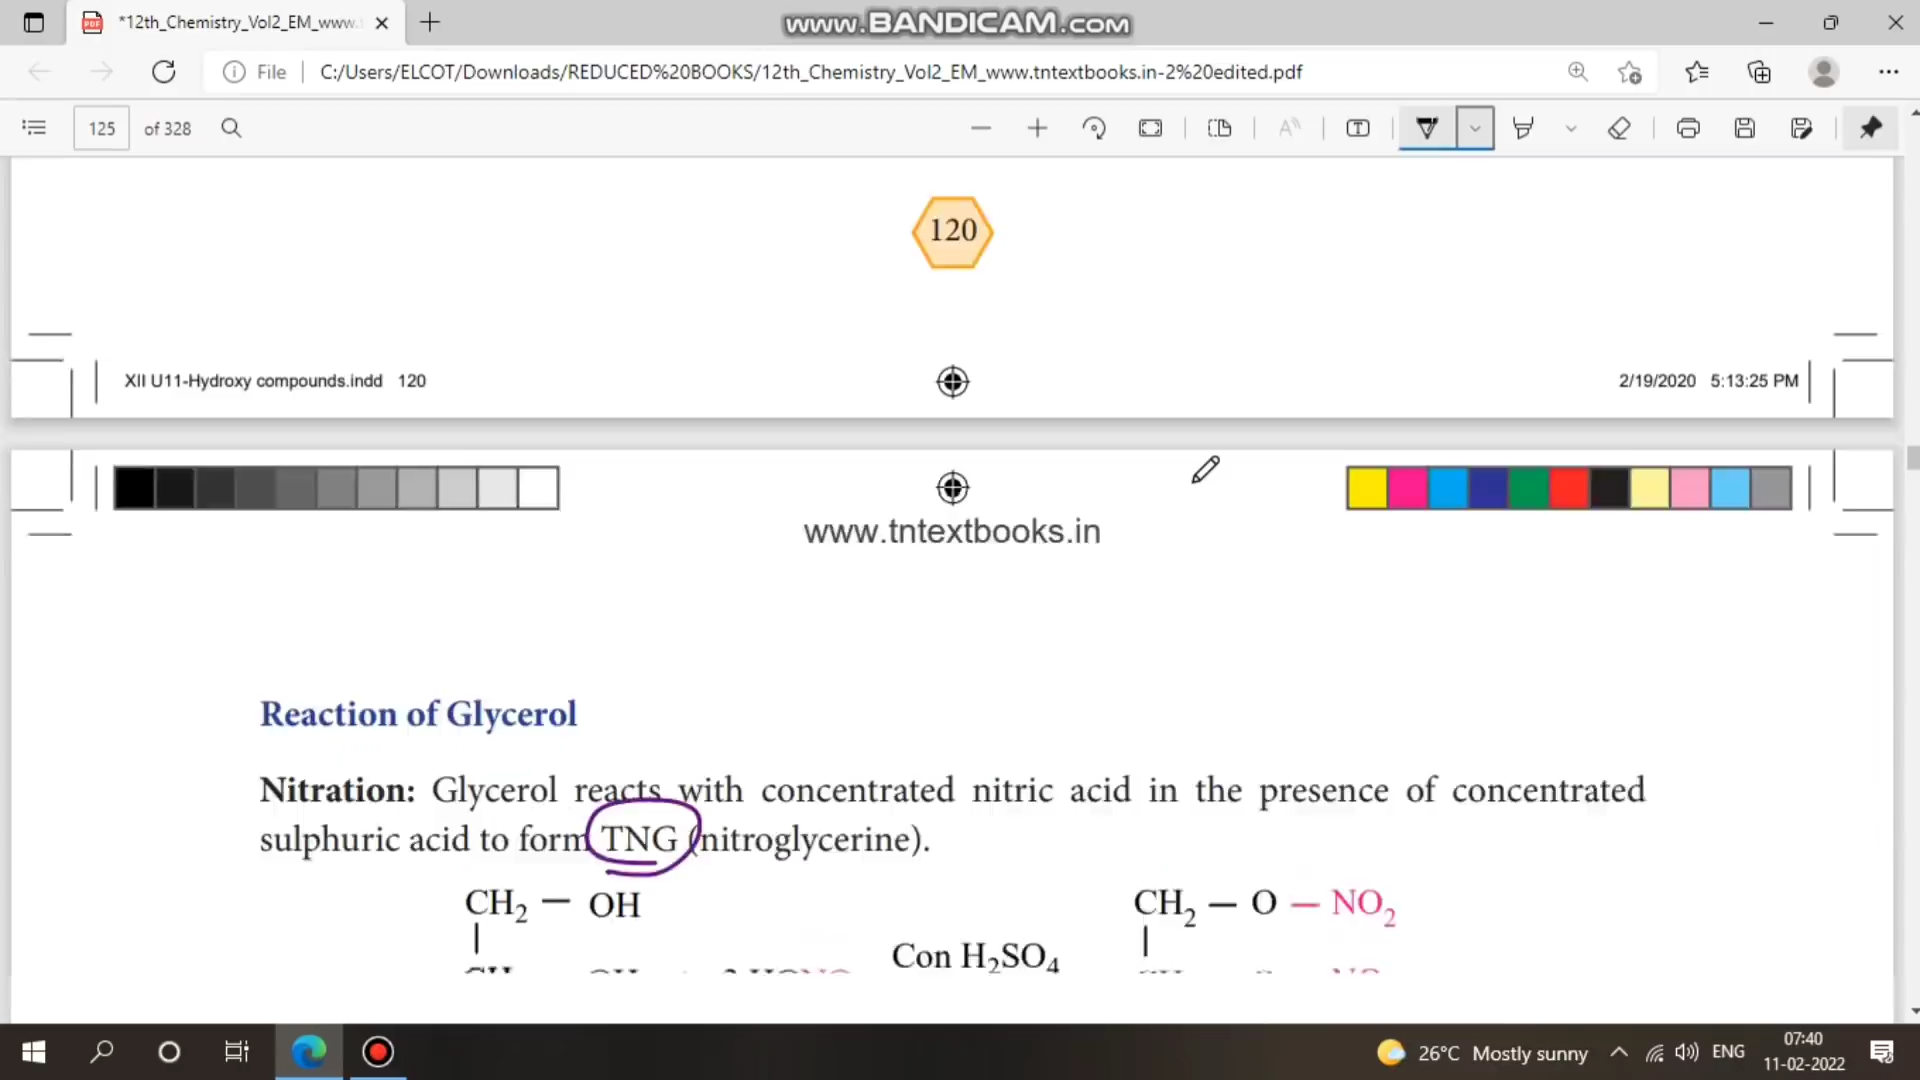 *12th_Chemistry_Vol2_EM_www.
www.BANDICAM.com
File
C:/Users/ELCOT/Downloads/REDUCED%20BOOKS/12th_Chemistry_Vol2_EM_www.tntextbooks.in-2%20edited.pdf
125 of 328
120
XII U11-Hydroxy compounds.indd 120
2/19/2020 5:13:25 PM
www.tntextbooks.in
Reaction of Glycerol
Nitration: Glycerol reacts with concentrated nitric acid in the presence of concentrated
sulphuric acid to form TNG (nitroglycerine).
CH₂ — OH
CH₂ — O — NO₂
Con H₂SO₄
26°C Mostly sunny
ENG
07:40
11-02-2022